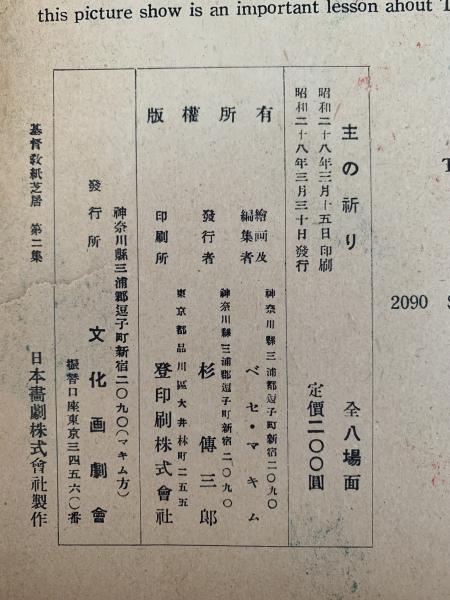 this picture show is an important lesson about T
T
2090 S
主の祈り 全八場面
昭和二十八年三月十五日印刷
昭和二十八年三月三十日發行 定價二〇〇圓
版權所有
繪画及編集者 神奈川縣三浦郡逗子町新宿二〇九〇 ベセ・マキム
發行者 神奈川縣三浦郡逗子町新宿二〇九〇 杉傳三郎
印刷所 東京都品川區大井林町二五五 登印刷株式會社
發行所 神奈川縣三浦郡逗子町新宿二〇九〇(マキム方) 文化画劇會
振替口座東京三四五六〇番
基督敎紙芝居 第二集 日本畵劇株式會社製作